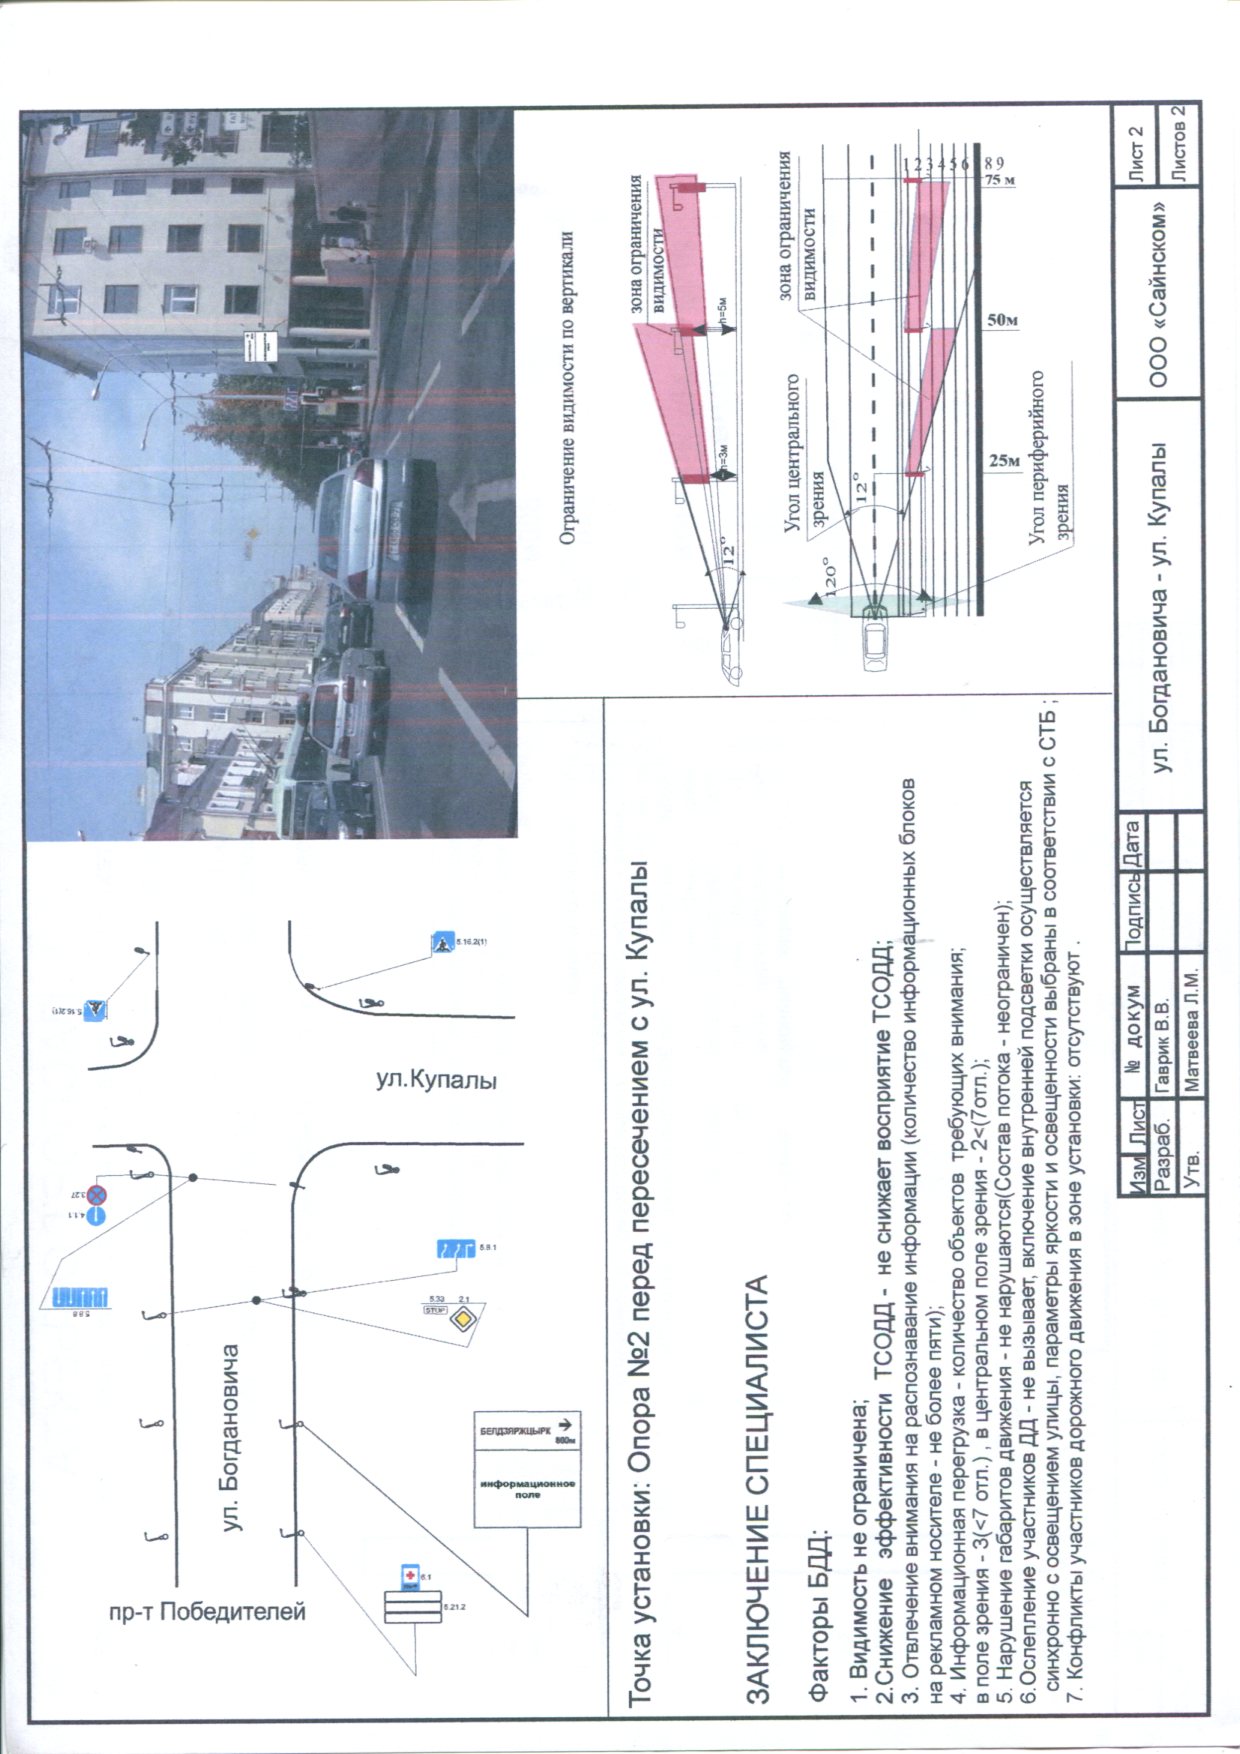 5.16.2(1)
5.16.2(1)
3.27
4.1.1
5.8.8
5.8.1
5.33
2.1
STOP
ул.Купалы
ул. Богдановича
пр-т Победителей
БЕЛДЗЯРЖЦЫРК
860м
информационное
поле
6.1
5.21.2
Точка установки: Опора №2 перед пересечением с ул. Купалы
ЗАКЛЮЧЕНИЕ СПЕЦИАЛИСТА
Факторы БДД:
1. Видимость не ограничена;
2.Снижение эффективности ТСОДД - не снижает восприятие ТСОДД;
3. Отвлечение внимания на распознавание информации (количество информационных блоков
на рекламном носителе - не более пяти);
4. Информационная перегрузка - количество объектов требующих внимания;
в поле зрения - 3(<7 отл.) , в центральном поле зрения - 2<(7отл.);
5. Нарушение габаритов движения - не нарушаются(Состав потока - неограничен);
6.Ослепление участников ДД - не вызывает, включение внутренней подсветки осуществляется
синхронно с освещением улицы, параметры яркости и освещенности выбраны в соответствии с СТБ ;
7. Конфликты участников дорожного движения в зоне установки: отсутствуют .
Ограничение видимости по вертикали
зона ограничения
видимости
h=3м
h=5м
12°
зона ограничения
видимости
Угол центрального
зрения
12°
120°
1 2 3 4 5 6 8 9
25м
50м
75 м
Угол периферийного
зрения
Изм Лист № докум Подпись Дата
Разраб. Гаврик В.В.
Утв. Матвеева Л.М.
ул. Богдановича - ул. Купалы
ООО «Сайнском»
Лист 2
Листов 2